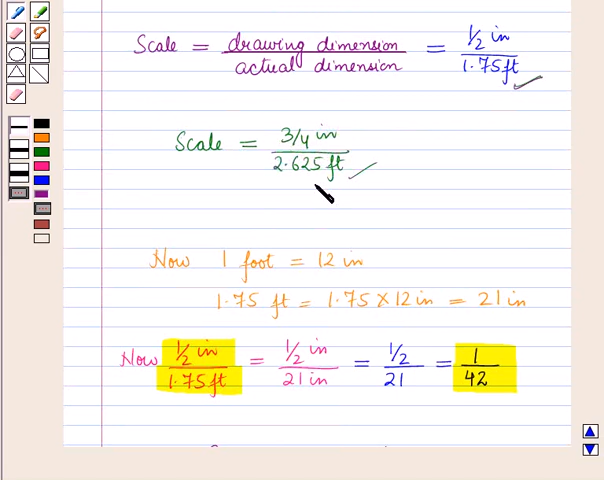 Scale = drawing dimension / actual dimension = 1/2 in / 1.75ft
Scale = 3/4 in / 2.625 ft
Now 1 foot = 12 in
1.75 ft = 1.75 × 12 in = 21 in
Now 1/2 in / 1.75 ft = 1/2 in / 21 in = 1/2 / 21 = 1 / 42